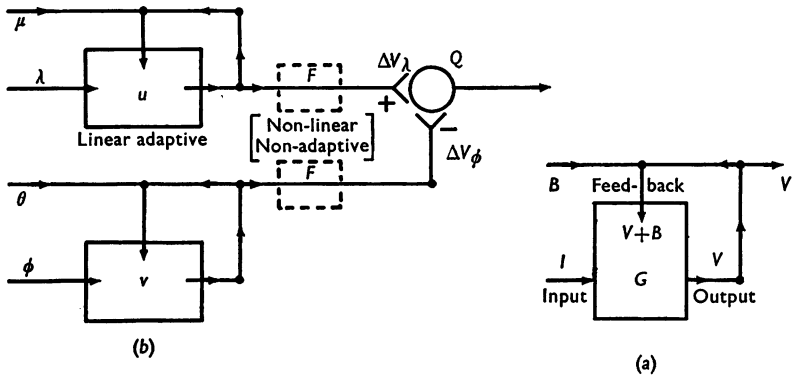 μ
λ
u
Linear adaptive
F
[Non-linear
Non-adaptive]
F
ΔVλ
+
Q
−
ΔVϕ
θ
ϕ
v
(b)
B
Feed-back
V
V+B
I
Input
G
V
Output
(a)